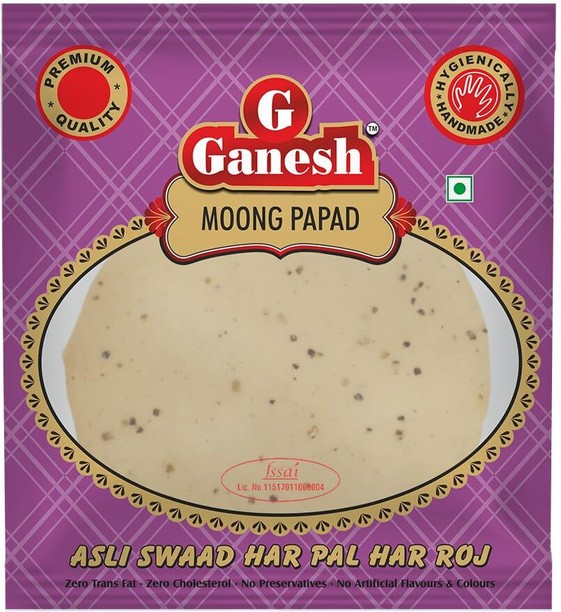 PREMIUM
QUALITY
HYGIENICALLY
HANDMADE
G
Ganesh
TM
MOONG PAPAD
fssai
ASLI SWAAD HAR PAL HAR ROJ
Zero Trans Fat - Zero Cholesterol - No Preservatives - No Artificial Flavours & Colours